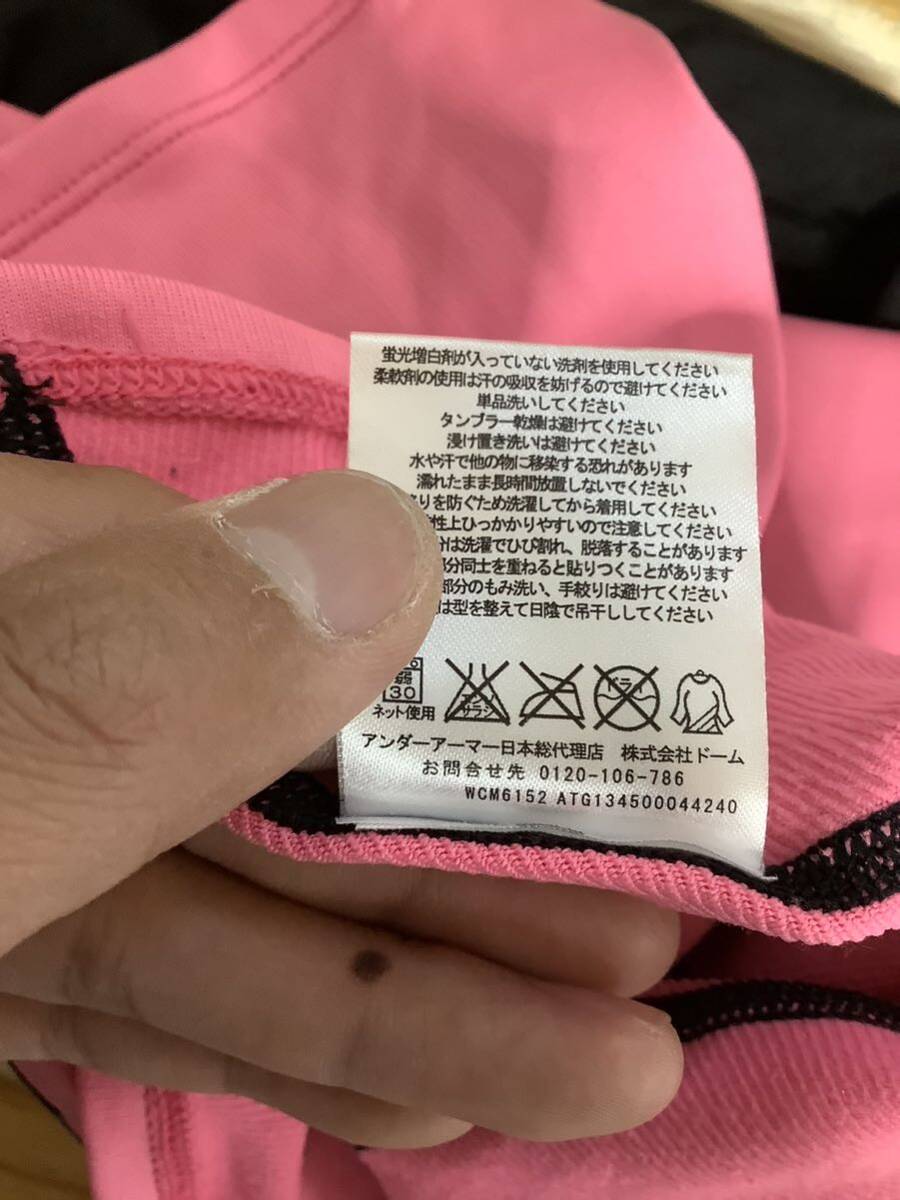 蛍光増白剤が入っていない洗剤を使用してください
柔軟剤の使用は汗の吸収を妨げるので避けてください
単品洗いしてください
タンブラー乾燥は避けてください
浸け置き洗いは避けてください
水や汗で他の物に移染する恐れがあります
濡れたまま長時間放置しないでください
りを防ぐため洗濯してから着用してください
性上ひっかかりやすいので注意してください
分は洗濯でひび割れ、脱落することがあります
部分同士を重ねると貼りつくことがあります
部分のもみ洗い、手絞りは避けてください
は型を整えて日陰で吊干ししてください
弱
30
エンソ
サラシ
ドライ
ネット使用
アンダーアーマー日本総代理店 株式会社ドーム
お問合せ先 0120-106-786
WCM6152 ATG134500044240